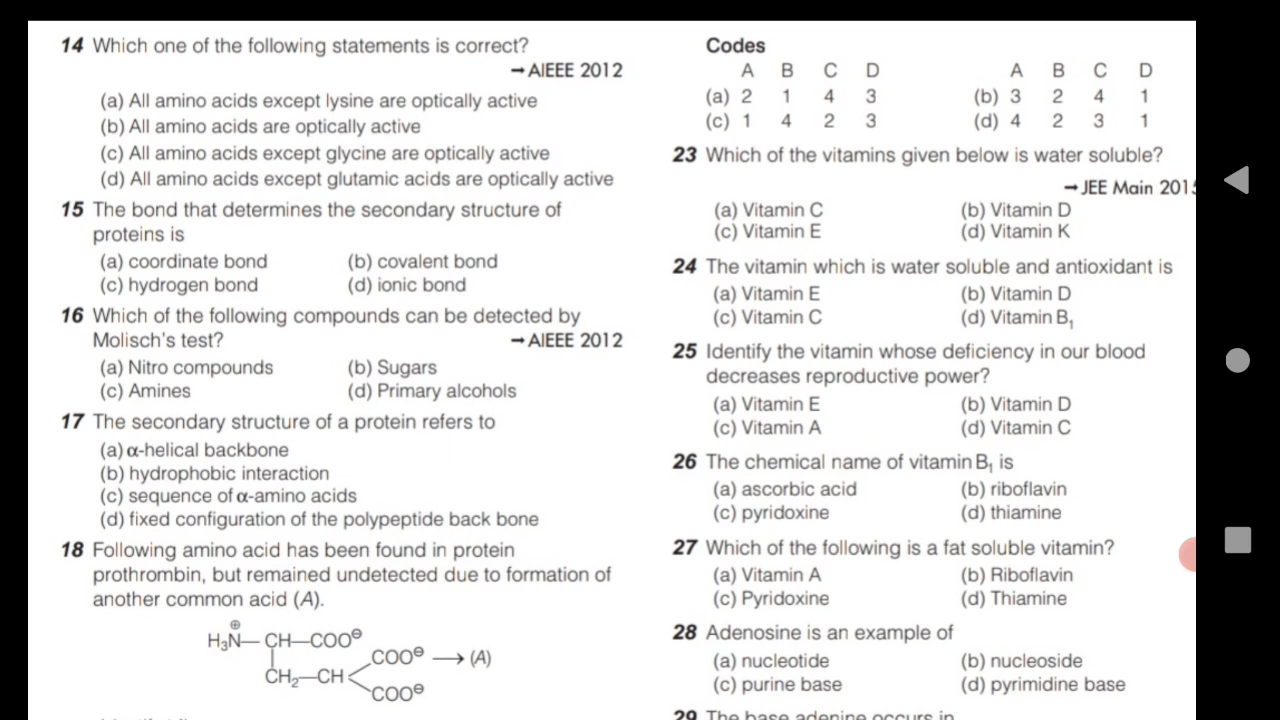 14 Which one of the following statements is correct?
→AIEEE 2012
(a) All amino acids except lysine are optically active
(b) All amino acids are optically active
(c) All amino acids except glycine are optically active
(d) All amino acids except glutamic acids are optically active
15 The bond that determines the secondary structure of
proteins is
(a) coordinate bond (b) covalent bond
(c) hydrogen bond (d) ionic bond
16 Which of the following compounds can be detected by
Molisch's test? →AIEEE 2012
(a) Nitro compounds (b) Sugars
(c) Amines (d) Primary alcohols
17 The secondary structure of a protein refers to
(a) α-helical backbone
(b) hydrophobic interaction
(c) sequence of α-amino acids
(d) fixed configuration of the polypeptide back bone
18 Following amino acid has been found in protein
prothrombin, but remained undetected due to formation of
another common acid (A).
H₃N⊕—CH—COO⊖
COO⊖ → (A)
CH₂—CH
COO⊖
Codes
A B C D A B C D
(a) 2 1 4 3 (b) 3 2 4 1
(c) 1 4 2 3 (d) 4 2 3 1
23 Which of the vitamins given below is water soluble?
→JEE Main 2015
(a) Vitamin C (b) Vitamin D
(c) Vitamin E (d) Vitamin K
24 The vitamin which is water soluble and antioxidant is
(a) Vitamin E (b) Vitamin D
(c) Vitamin C (d) Vitamin B₁
25 Identify the vitamin whose deficiency in our blood
decreases reproductive power?
(a) Vitamin E (b) Vitamin D
(c) Vitamin A (d) Vitamin C
26 The chemical name of vitamin B₁ is
(a) ascorbic acid (b) riboflavin
(c) pyridoxine (d) thiamine
27 Which of the following is a fat soluble vitamin?
(a) Vitamin A (b) Riboflavin
(c) Pyridoxine (d) Thiamine
28 Adenosine is an example of
(a) nucleotide (b) nucleoside
(c) purine base (d) pyrimidine base
29 The base adenine occurs in